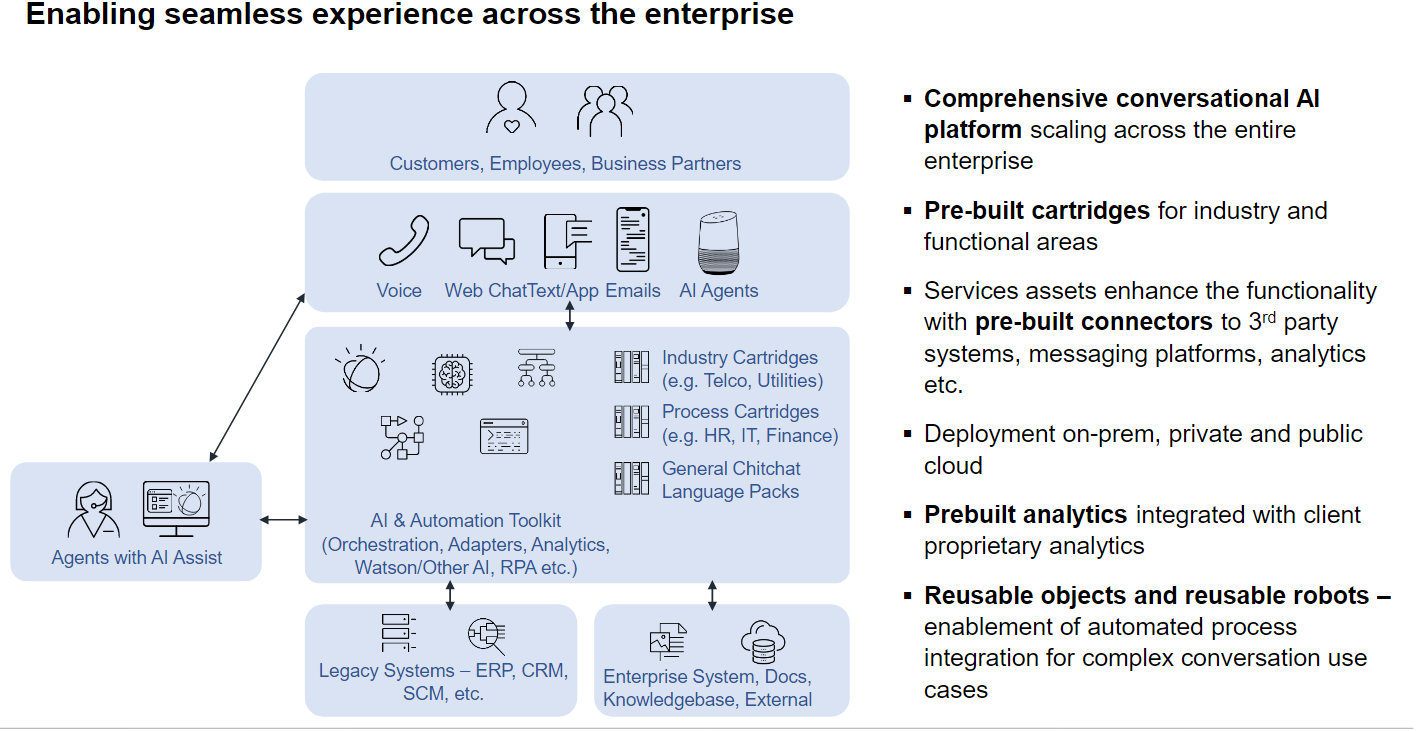 Enabling seamless experience across the enterprise
Customers, Employees, Business Partners
Voice
Web Chat
Text/App
Emails
AI Agents
Industry Cartridges
(e.g. Telco, Utilities)
Process Cartridges
(e.g. HR, IT, Finance)
General Chitchat
Language Packs
AI & Automation Toolkit
(Orchestration, Adapters, Analytics,
Watson/Other AI, RPA etc.)
Agents with AI Assist
Legacy Systems – ERP, CRM,
SCM, etc.
Enterprise System, Docs,
Knowledgebase, External
▪ Comprehensive conversational AI
platform scaling across the entire
enterprise
▪ Pre-built cartridges for industry and
functional areas
▪ Services assets enhance the functionality
with pre-built connectors to 3rd party
systems, messaging platforms, analytics
etc.
▪ Deployment on-prem, private and public
cloud
▪ Prebuilt analytics integrated with client
proprietary analytics
▪ Reusable objects and reusable robots –
enablement of automated process
integration for complex conversation use
cases